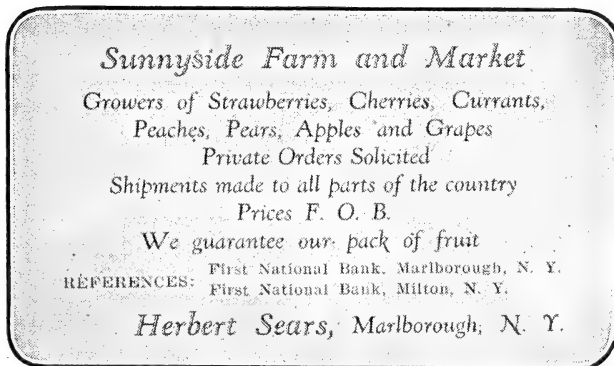 Sunnyside Farm and Market
Growers of Strawberries, Cherries, Currants,
Peaches, Pears, Apples and Grapes
Private Orders Solicited
Shipments made to all parts of the country
Prices F. O. B.
We guarantee our pack of fruit
REFERENCES: First National Bank, Marlborough, N. Y.
First National Bank, Milton, N. Y.
Herbert Sears, Marlborough, N. Y.